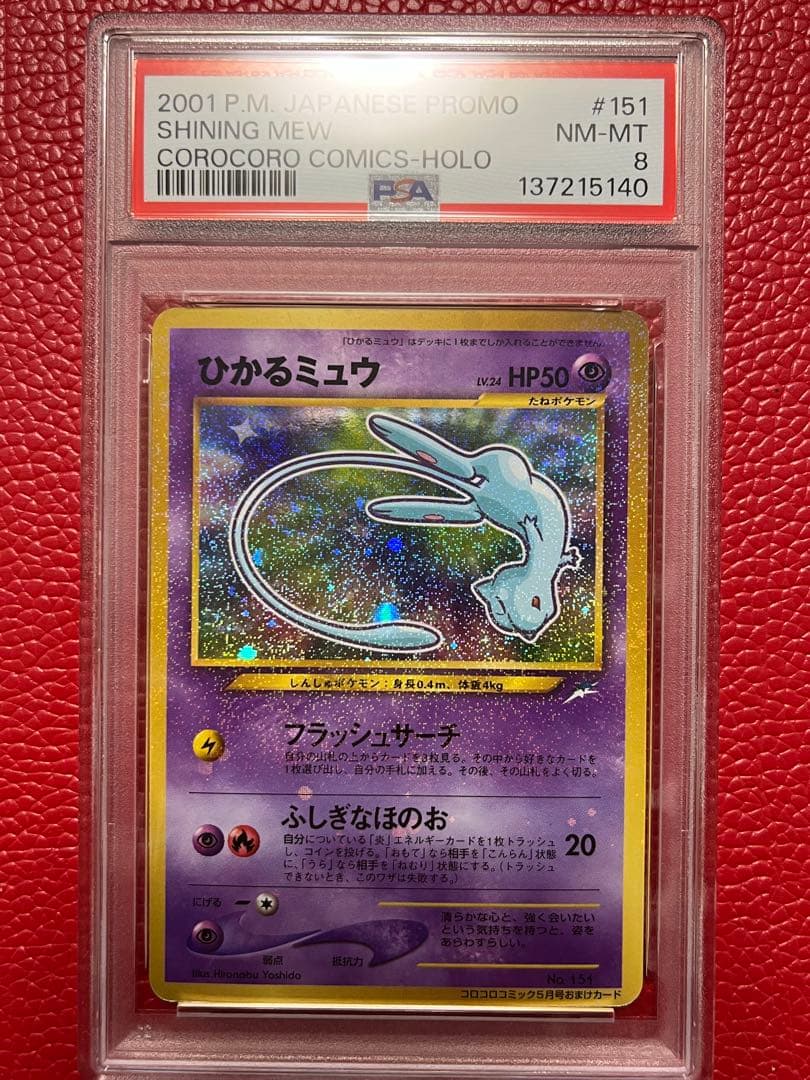 2001 P.M. JAPANESE PROMO #151
SHINING MEW NM-MT
COROCORO COMICS-HOLO 8
PSA 137215140
「ひかるミュウ」はデッキに1枚までしか入れることができません。
ひかるミュウ LV.24 HP50
たねポケモン
しんしゅポケモン：身長0.4m、体重4kg
フラッシュサーチ
自分の山札の上からカードを3枚見る。その中から好きなカードを
1枚選び出し、自分の手札に加える。その後、その山札をよく切る。
ふしぎなほのお 20
自分についている「炎」エネルギーカードを1枚トラッシュ
し、コインを投げる。「おもて」なら相手を「こんらん」状態
に、「うら」なら相手を「ねむり」状態にする。（トラッシュ
できないとき、このワザは失敗する。）
にげる
清らかな心と、強く会いたい
という気持ちを持つと、姿を
あらわすらしい。
弱点 抵抗力
Illus.Hironobu Yoshida No. 151
コロコロコミック5月号おまけカード